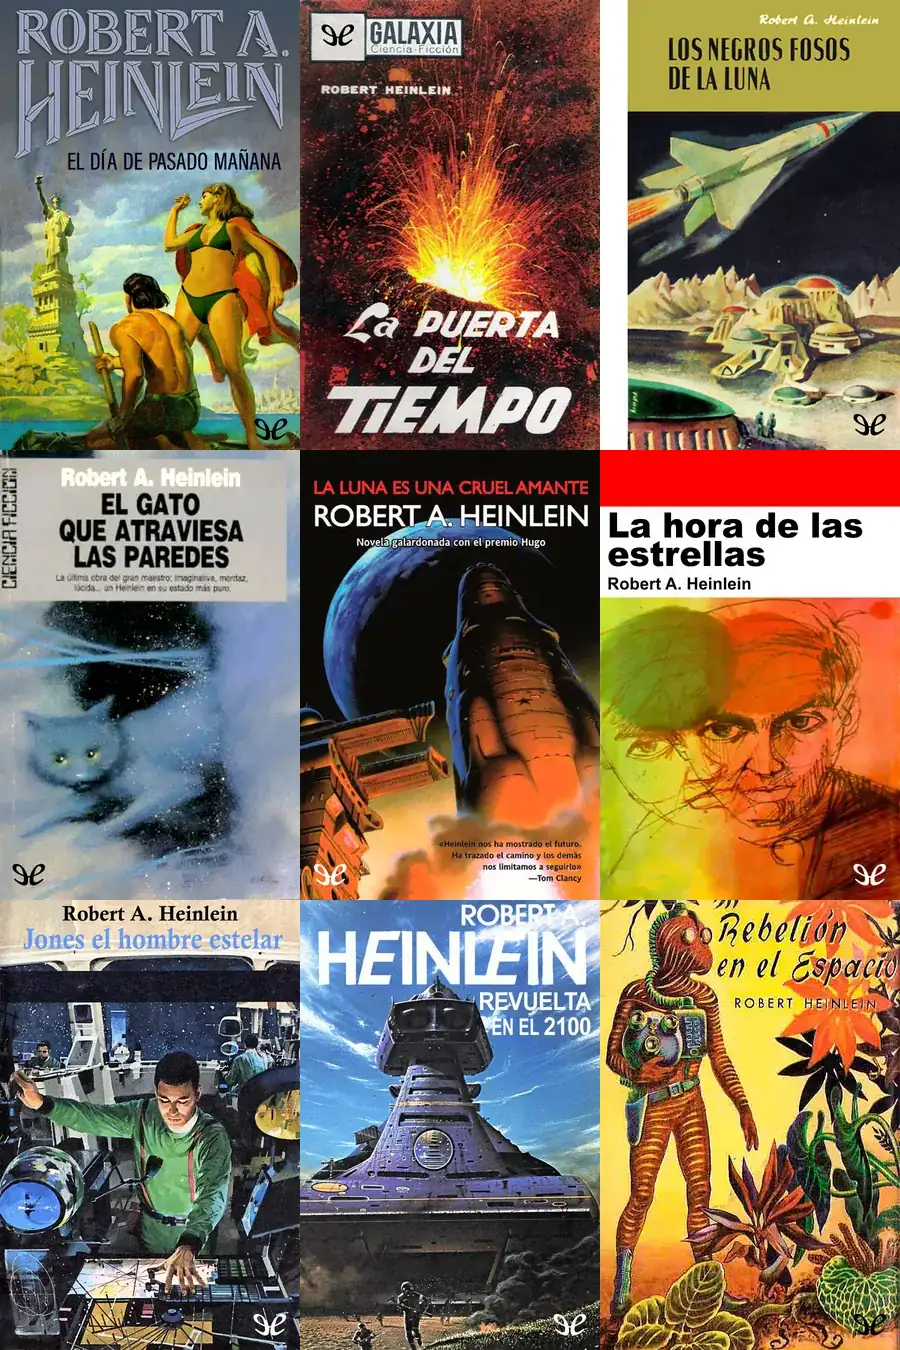 ROBERT A.
HEINLEIN
EL DÍA DE PASADO MAÑANA
GALAXIA
Ciencia-Ficción
ROBERT HEINLEIN
La PUERTA
DEL
TIEMPO
Robert A. Heinlein
LOS NEGROS FOSOS
DE LA LUNA
CIENCIA FICCION
Robert A. Heinlein
EL GATO
QUE ATRAVIESA
LAS PAREDES
La última obra del gran maestro; imaginativa, mordaz,
lúcida... un Heinlein en su estado más puro.
LA LUNA ES UNA CRUEL AMANTE
ROBERT A. HEINLEIN
Novela galardonada con el premio Hugo
«Heinlein nos ha mostrado el futuro.
Ha trazado el camino y los demás
nos limitamos a seguirlo»
—Tom Clancy
La hora de las
estrellas
Robert A. Heinlein
Robert A. Heinlein
Jones el hombre estelar
ROBERT A.
HEINLEIN
REVUELTA
EN EL 2100
Rebelión
en el Espacio
ROBERT HEINLEIN